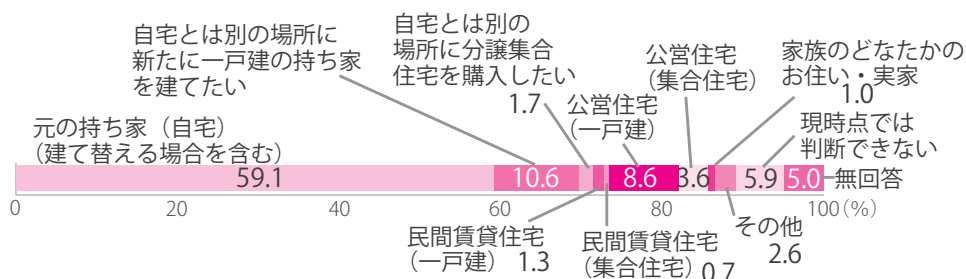 自宅とは別の場所に
新たに一戸建の持ち家
を建てたい
自宅とは別の
場所に分譲集合
住宅を購入したい
1.7
公営住宅
(一戸建)
公営住宅
(集合住宅)
家族のどなたかの
お住い・実家
1.0
現時点では
判断できない
元の持ち家(自宅)
(建て替える場合を含む)
59.1
10.6
8.6
3.6
5.9
5.0
無回答
0
20
40
60
80
100(%)
民間賃貸住宅
(一戸建) 1.3
民間賃貸住宅
(集合住宅) 0.7
その他
2.6